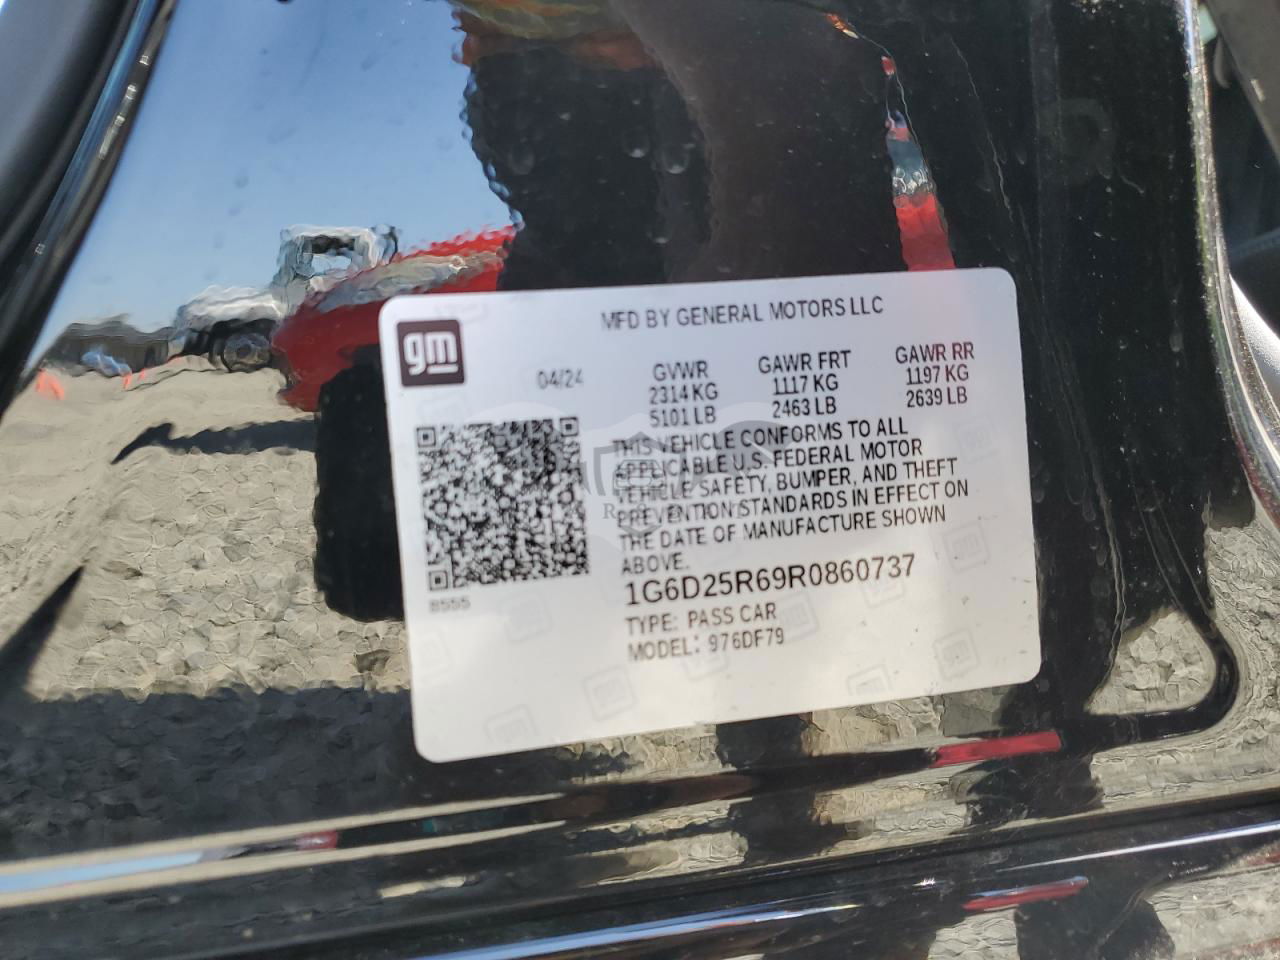 MFD BY GENERAL MOTORS LLC
gm
04/24
GVWR GAWR FRT GAWR RR
2314 KG 1117 KG 1197 KG
5101 LB 2463 LB 2639 LB
THIS VEHICLE CONFORMS TO ALL
APPLICABLE U.S. FEDERAL MOTOR
VEHICLE SAFETY, BUMPER, AND THEFT
PREVENTION STANDARDS IN EFFECT ON
THE DATE OF MANUFACTURE SHOWN
ABOVE.
1G6D25R69R0860737
8555
TYPE: PASS CAR
MODEL: 976DF79